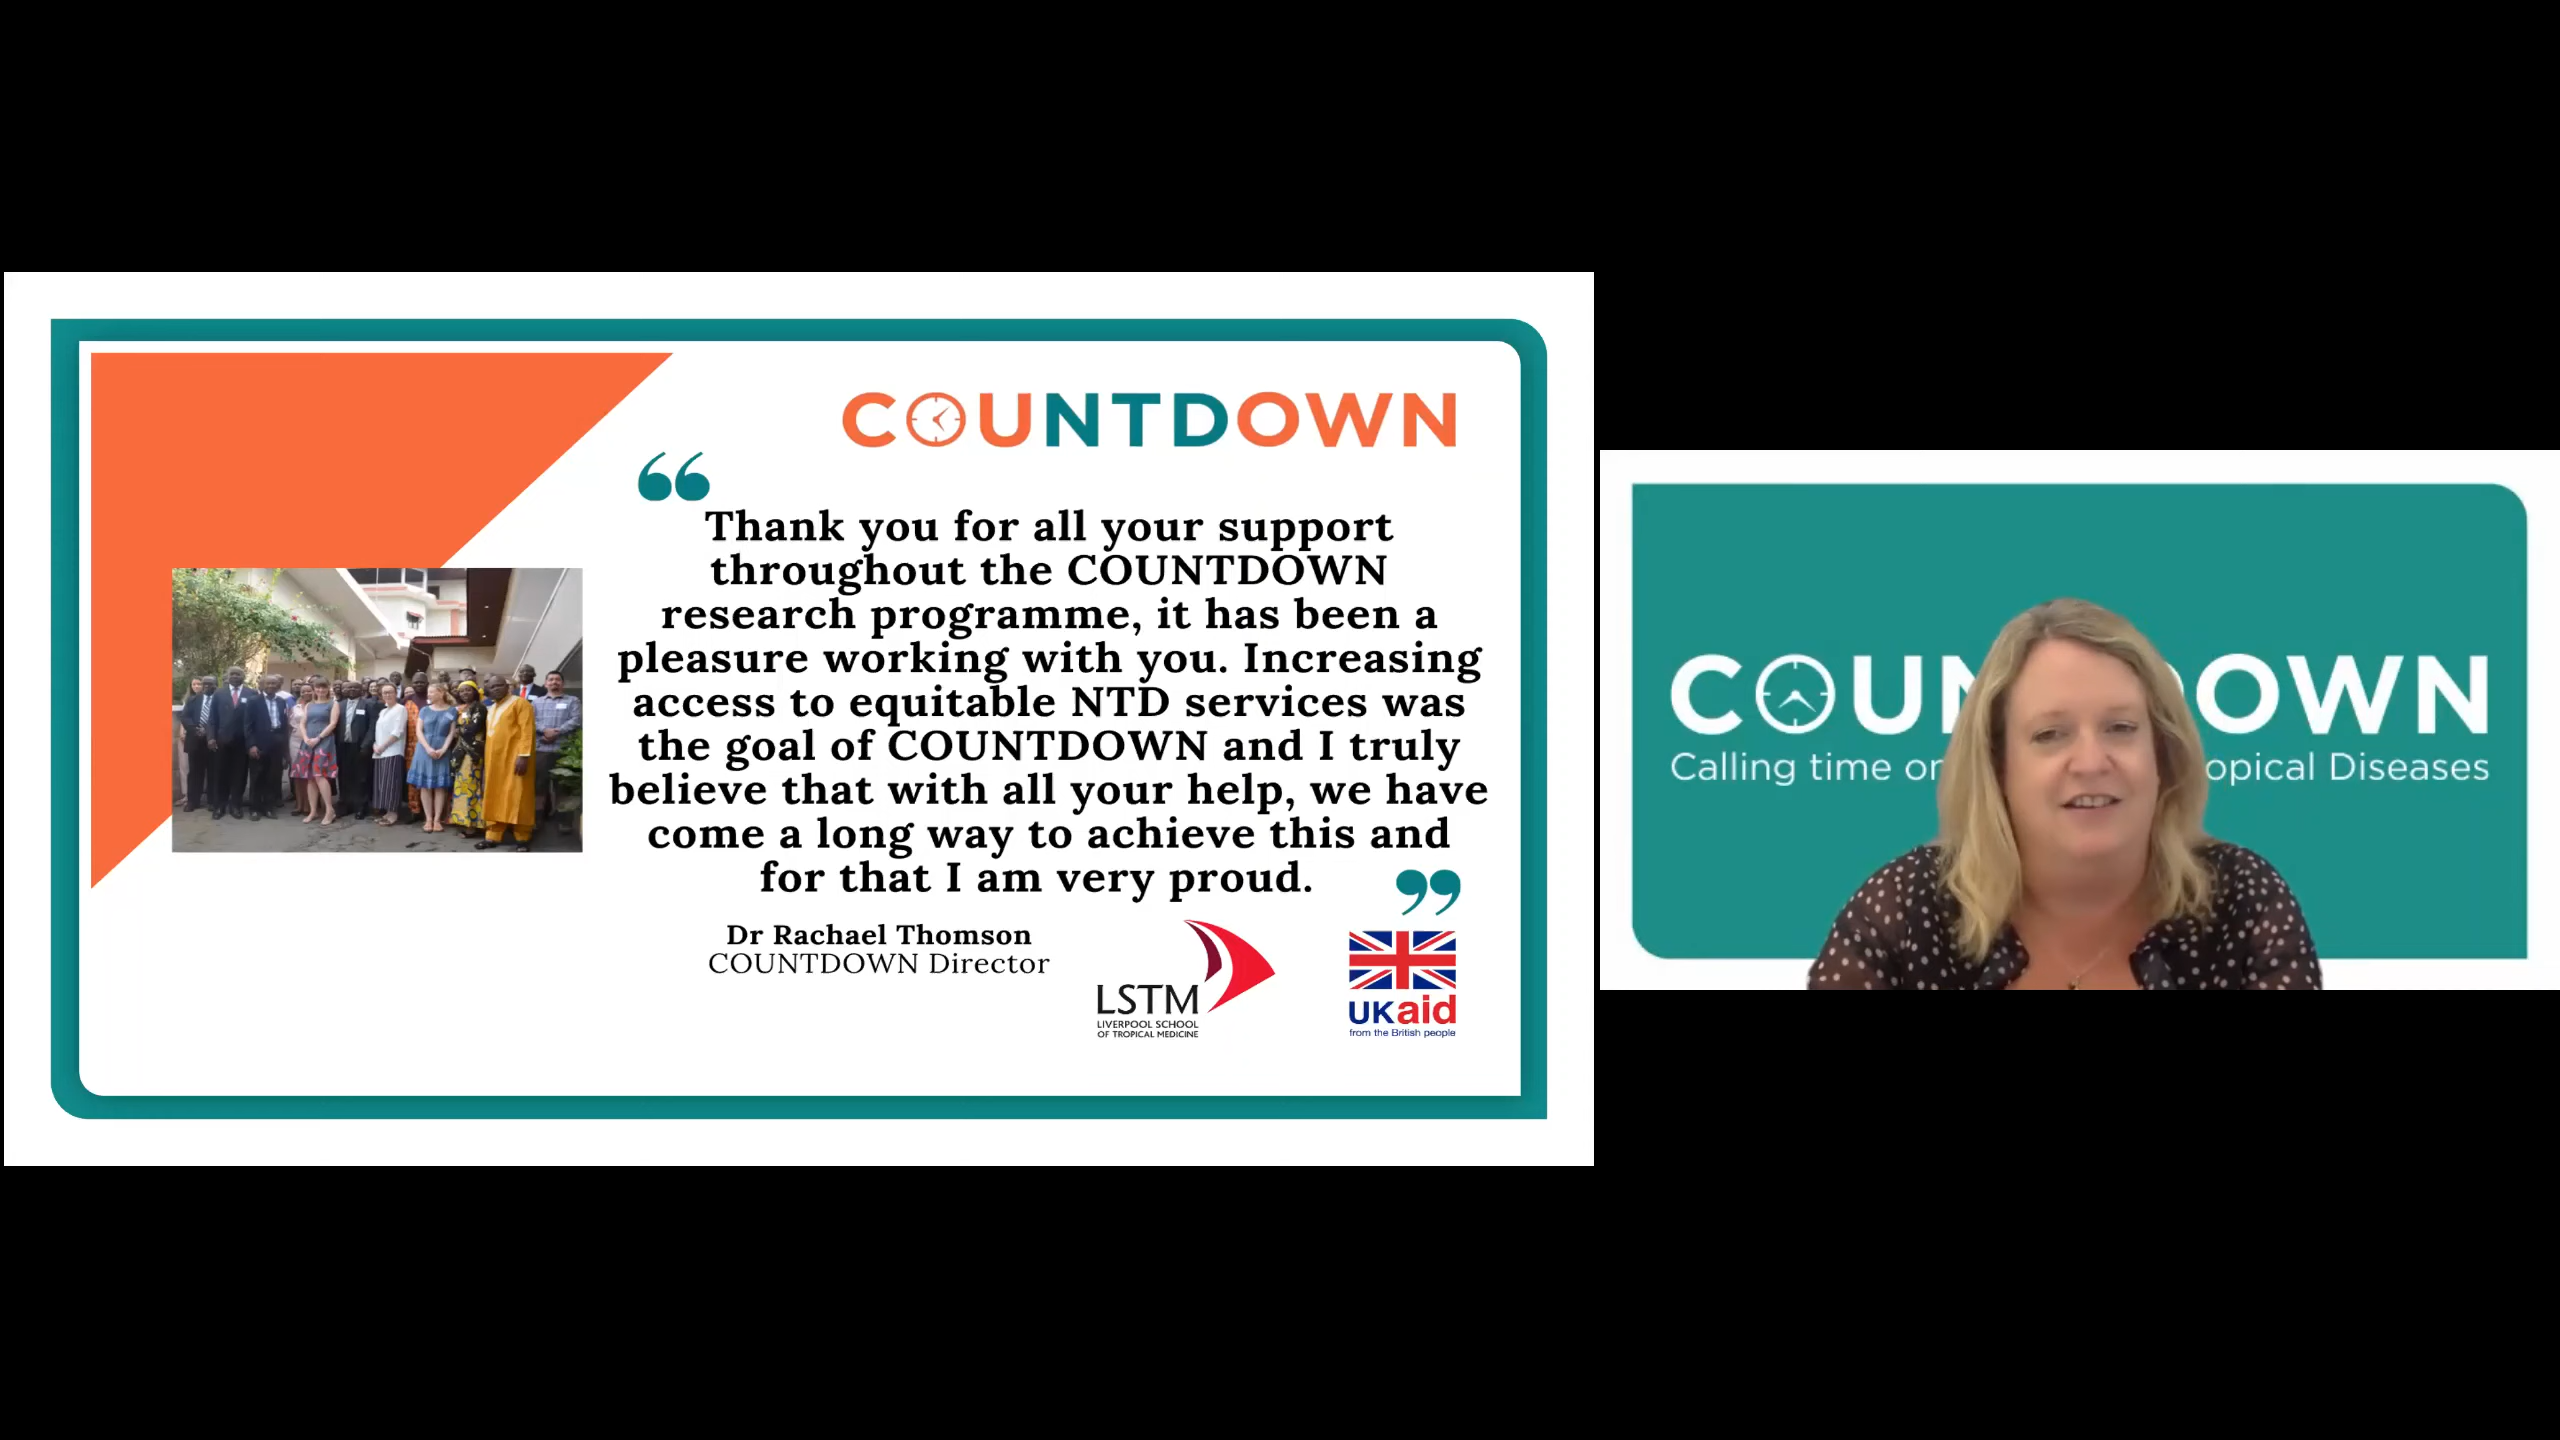 COUNTDOWN
“
Thank you for all your support
throughout the COUNTDOWN
research programme, it has been a
pleasure working with you. Increasing
access to equitable NTD services was
the goal of COUNTDOWN and I truly
believe that with all your help, we have
come a long way to achieve this and
for that I am very proud.
”
Dr Rachael Thomson
COUNTDOWN Director
LSTM
LIVERPOOL SCHOOL
OF TROPICAL MEDICINE
UKaid
from the British people
COUN DOWN
Calling time on opical Diseases